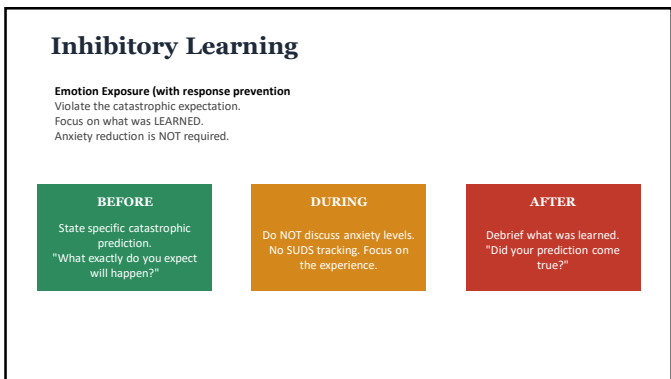 Inhibitory Learning
Emotion Exposure (with response prevention
Violate the catastrophic expectation.
Focus on what was LEARNED.
Anxiety reduction is NOT required.
BEFORE
State specific catastrophic
prediction.
"What exactly do you expect
will happen?"
DURING
Do NOT discuss anxiety levels.
No SUDS tracking. Focus on
the experience.
AFTER
Debrief what was learned.
"Did your prediction come
true?"